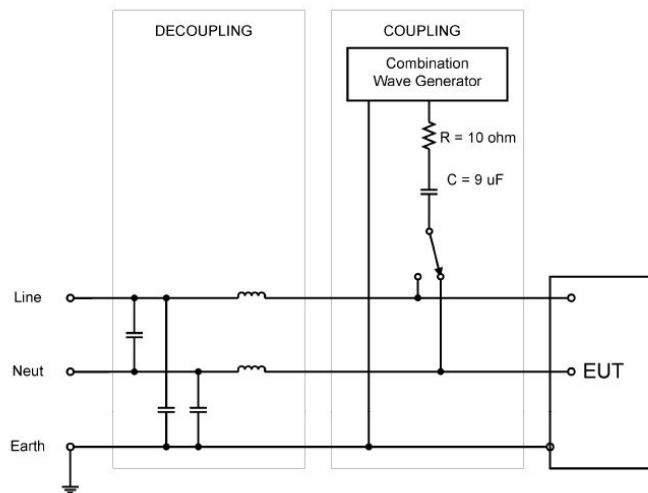 DECOUPLING
COUPLING
Combination
Wave Generator
R = 10 ohm
C = 9 uF
Line
Neut
EUT
Earth